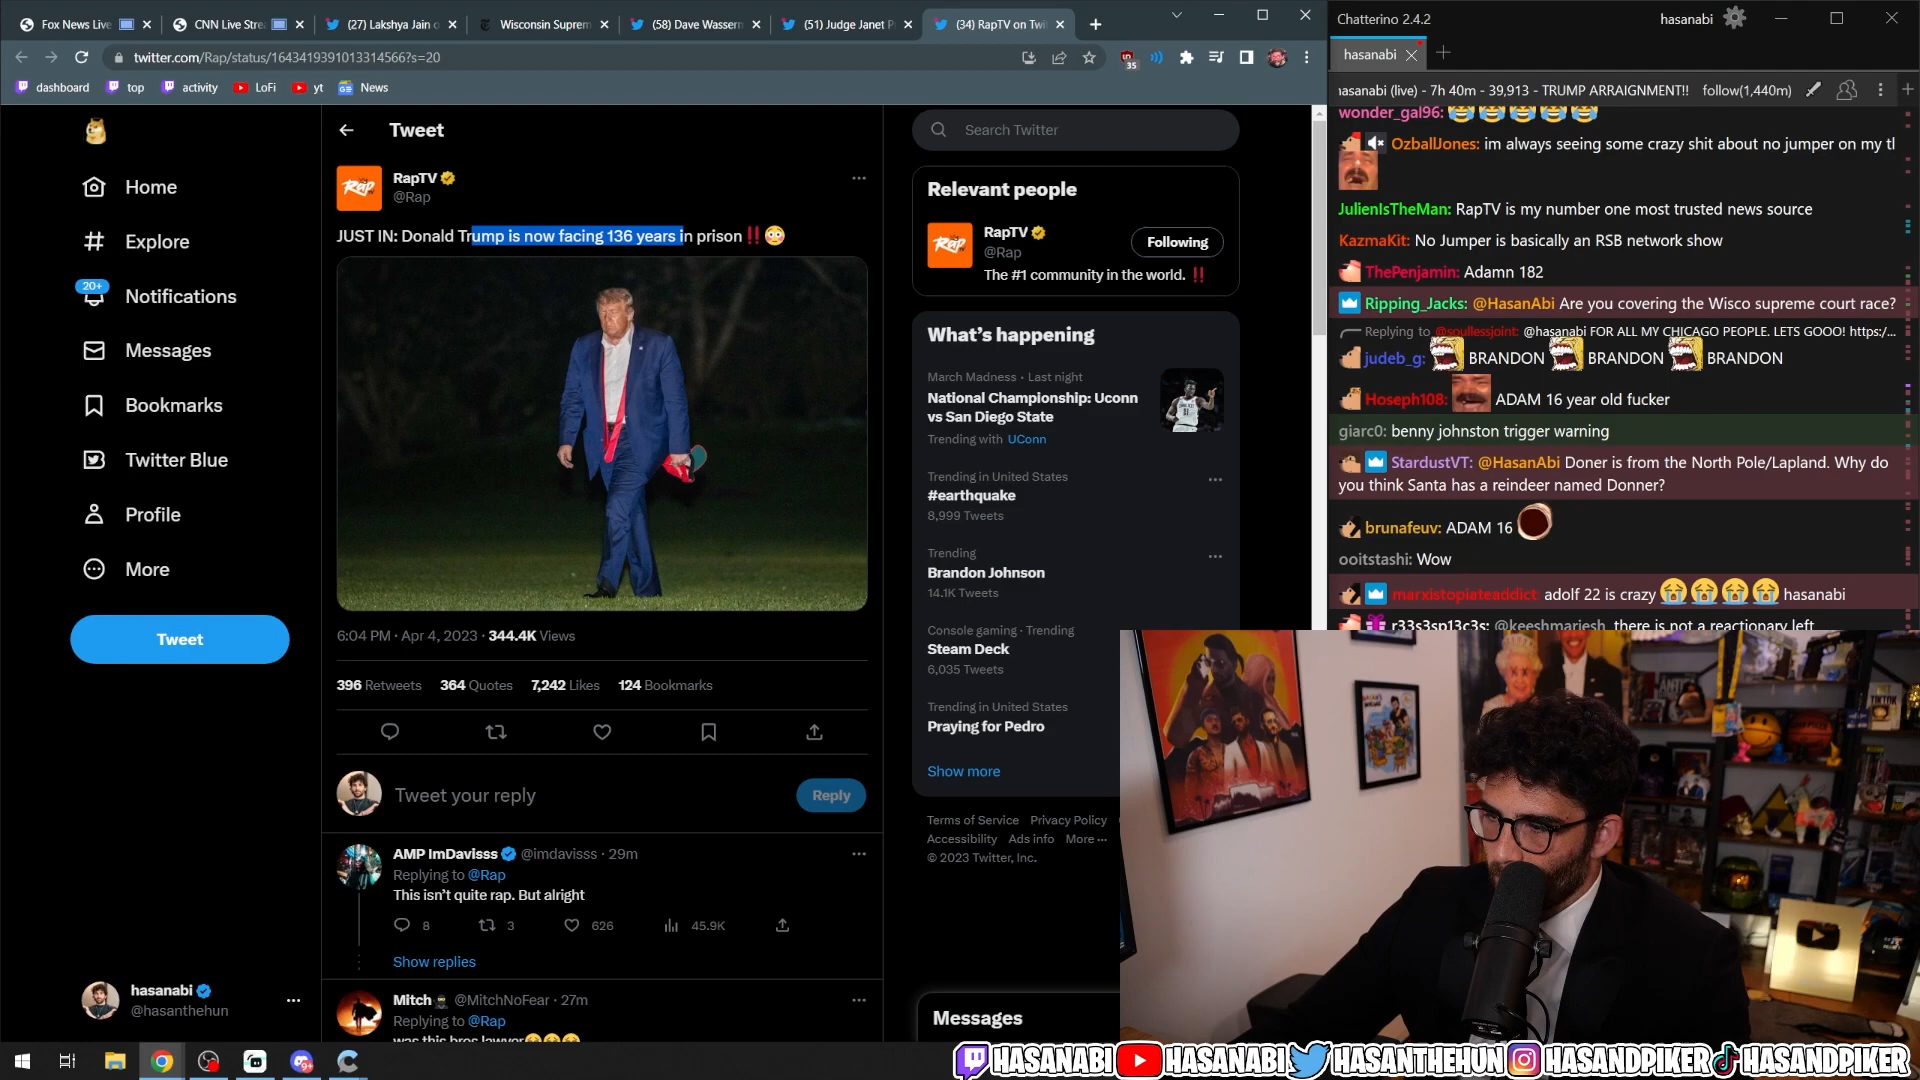 Fox News Live
CNN Live Stre
(27) Lakshya Jain o
Wisconsin Suprem
(58) Dave Wasserm
(51) Judge Janet P
(34) RapTV on Twi
twitter.com/Rap/status/1643419391013314566?s=20
35
dashboard
top
activity
LoFi
yt
News
Home
Explore
20+
Notifications
Messages
Bookmarks
Twitter Blue
Profile
More
Tweet
hasanabi
@hasanthehun
Tweet
RapTV
@Rap
JUST IN: Donald Trump is now facing 136 years in prison ‼️😳
6:04 PM · Apr 4, 2023 · 344.4K Views
396 Retweets 364 Quotes 7,242 Likes 124 Bookmarks
Tweet your reply
Reply
AMP ImDavisss @imdavisss · 29m
Replying to @Rap
This isn't quite rap. But alright
8 3 626 45.9K
Show replies
Mitch @MitchNoFear · 27m
Replying to @Rap
was this bros lawyer😭😭😭
Search Twitter
Relevant people
RapTV
@Rap
Following
The #1 community in the world. ‼️
What's happening
March Madness · Last night
National Championship: Uconn
vs San Diego State
Trending with UConn
Trending in United States
#earthquake
8,999 Tweets
Trending
Brandon Johnson
14.1K Tweets
Console gaming · Trending
Steam Deck
6,035 Tweets
Trending in United States
Praying for Pedro
Show more
Terms of Service Privacy Policy
Accessibility Ads info More ···
© 2023 Twitter, Inc.
Messages
Chatterino 2.4.2
hasanabi
hasanabi
hasanabi (live) - 7h 40m - 39,913 - TRUMP ARRAIGNMENT!! follow(1,440m)
wonder_gal96: 😂😂😂😂😂
OzballJones: im always seeing some crazy shit about no jumper on my tl
JulienIsTheMan: RapTV is my number one most trusted news source
KazmaKit: No Jumper is basically an RSB network show
ThePenjamin: Adamn 182
Ripping_Jacks: @HasanAbi Are you covering the Wisco supreme court race?
Replying to @soullessjoint: @hasanabi FOR ALL MY CHICAGO PEOPLE. LETS GOOO! https:/...
judeb_g: BRANDON BRANDON BRANDON
Hoseph108: ADAM 16 year old fucker
giarc0: benny johnston trigger warning
StardustVT: @HasanAbi Doner is from the North Pole/Lapland. Why do
you think Santa has a reindeer named Donner?
brunafeuv: ADAM 16
ooitstashi: Wow
marxistopiateaddict: adolf 22 is crazy 😭😭😭😭 hasanabi
r33s3sp13c3s: @keeshmariesh there is not a reactionary left
TIKTOK
HASANABI HASANABI HASANTHEHUN HASANDPIKER HASANDPIKER